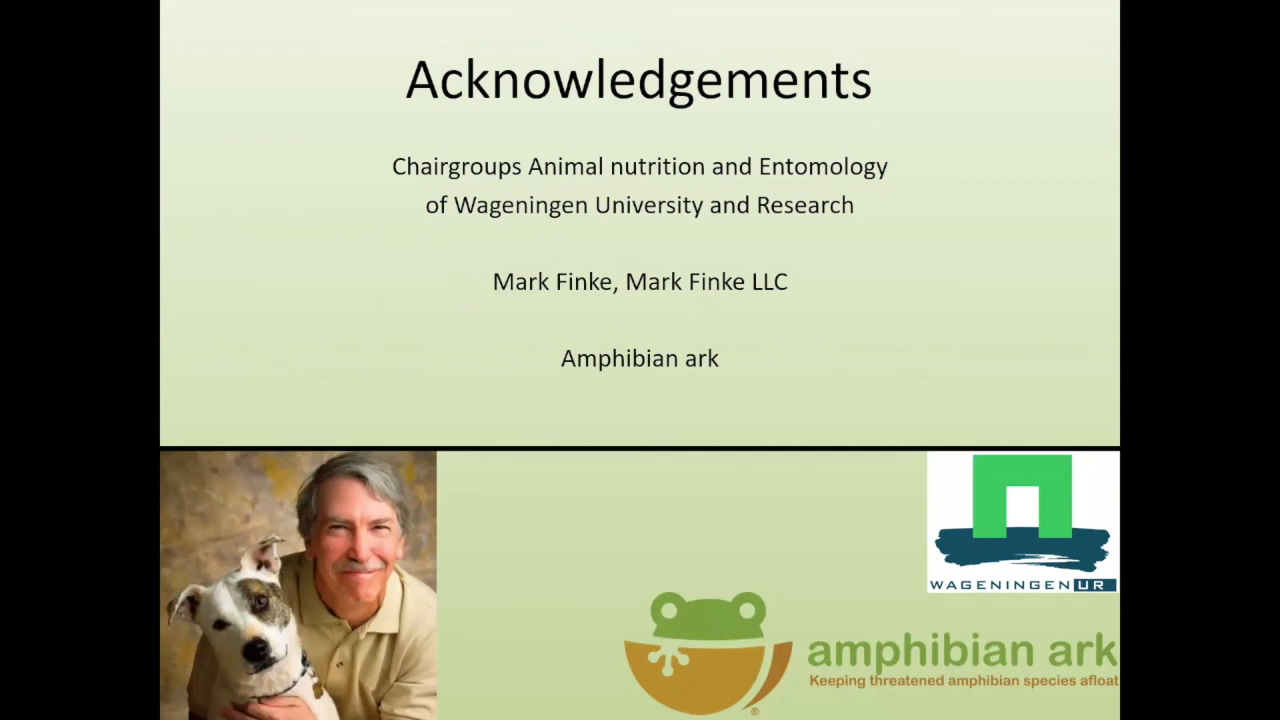 Acknowledgements
Chairgroups Animal nutrition and Entomology
of Wageningen University and Research
Mark Finke, Mark Finke LLC
Amphibian ark
WAGENINGEN UR
amphibian ark
Keeping threatened amphibian species afloat
®